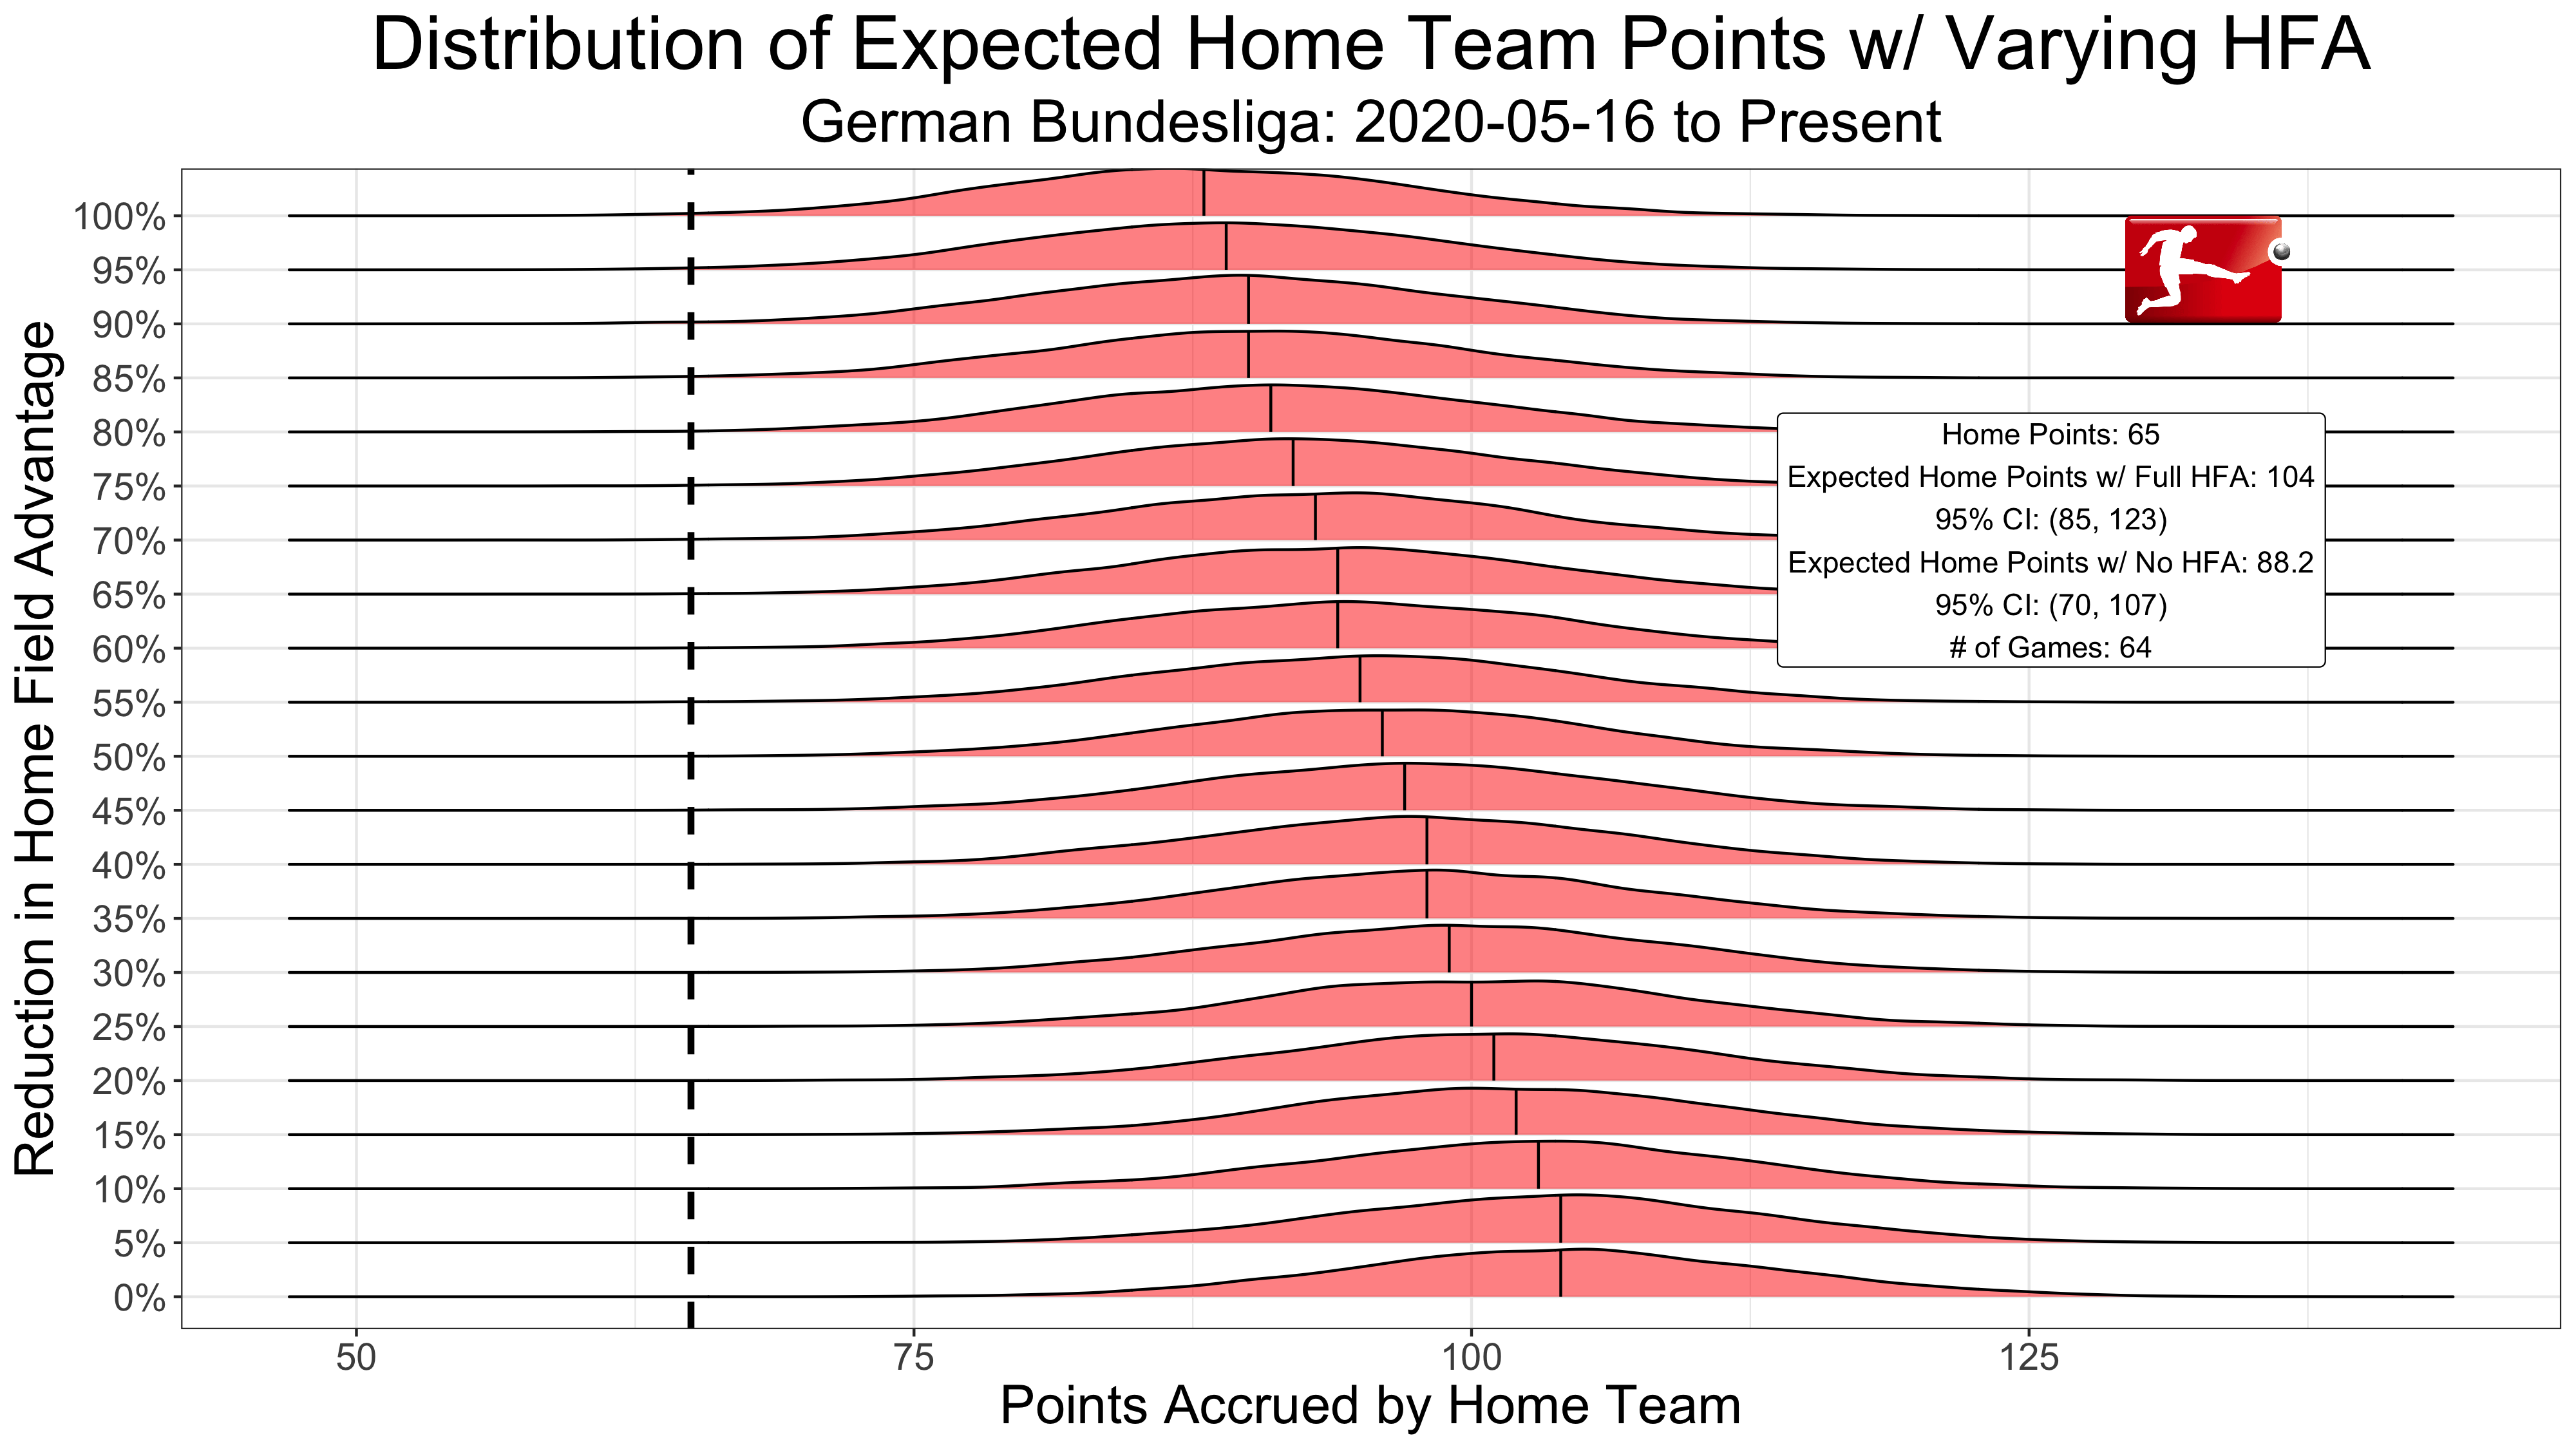 Distribution of Expected Home Team Points w/ Varying HFA
German Bundesliga: 2020-05-16 to Present
Reduction in Home Field Advantage
100%
95%
90%
85%
80%
75%
70%
65%
60%
55%
50%
45%
40%
35%
30%
25%
20%
15%
10%
5%
0%
Home Points: 65
Expected Home Points w/ Full HFA: 104
95% CI: (85, 123)
Expected Home Points w/ No HFA: 88.2
95% CI: (70, 107)
# of Games: 64
50 75 100 125
Points Accrued by Home Team